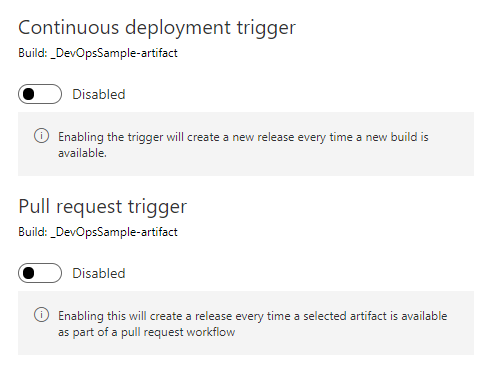 Continuous deployment trigger
Build: _DevOpsSample-artifact
Disabled
Enabling the trigger will create a new release every time a new build is
available.
Pull request trigger
Build: _DevOpsSample-artifact
Disabled
Enabling this will create a release every time a selected artifact is available
as part of a pull request workflow